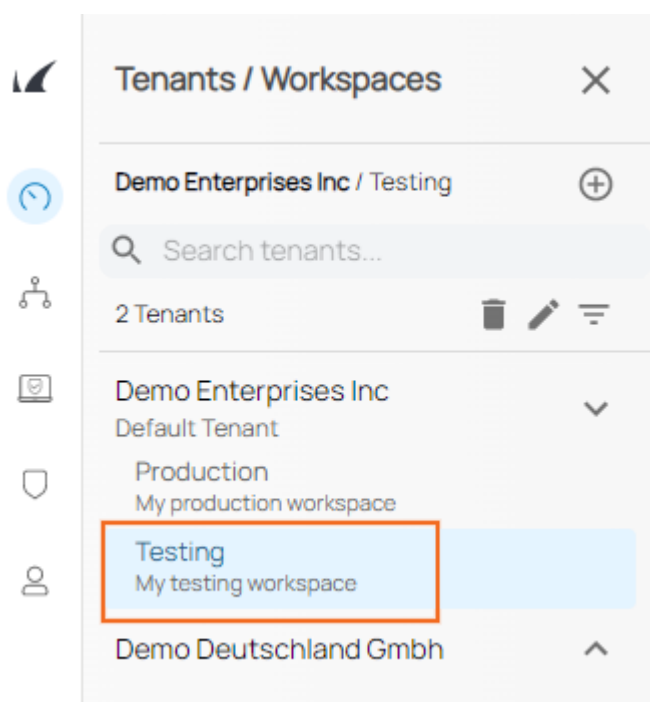 Tenants / Workspaces
Demo Enterprises Inc / Testing
Search tenants...
2 Tenants
Demo Enterprises Inc
Default Tenant
Production
My production workspace
Testing
My testing workspace
Demo Deutschland Gmbh